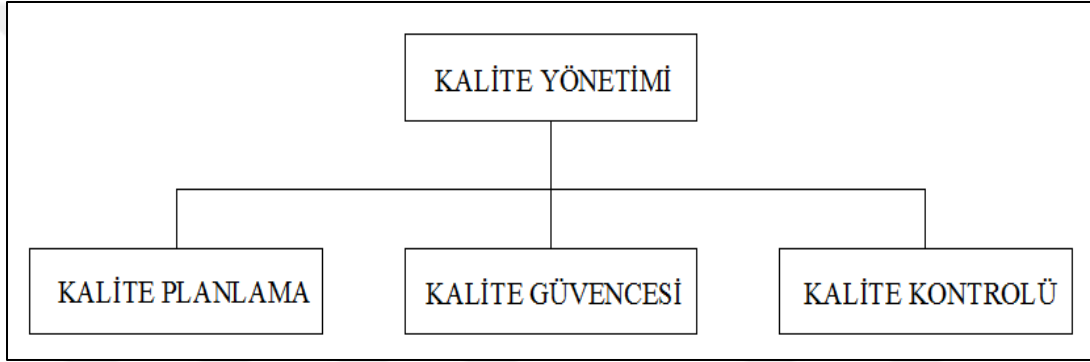 KALİTE YÖNETİMİ
KALİTE PLANLAMA
KALİTE GÜVENCESİ
KALİTE KONTROLÜ